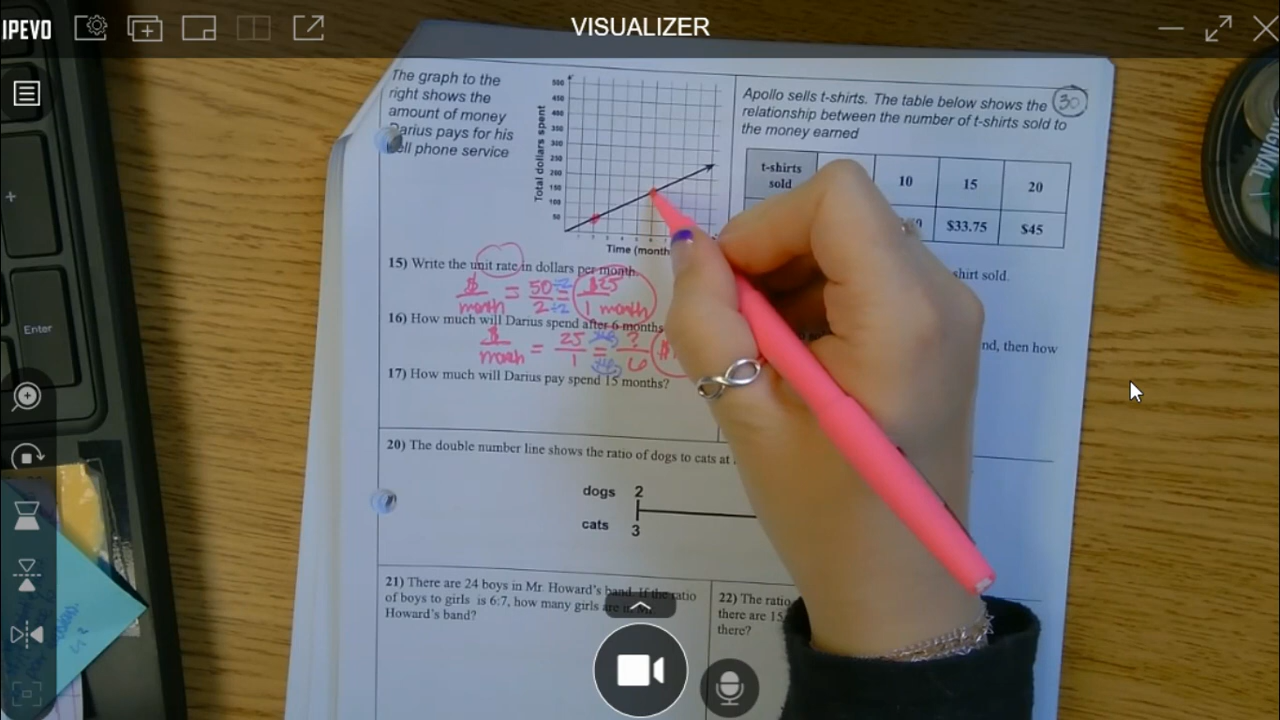 IPEVO
VISUALIZER
The graph to the
right shows the
amount of money
Darius pays for his
cell phone service
Total dollars spent
500
450
400
350
300
250
200
150
100
50
Time (month
Apollo sells t-shirts. The table below shows the 30
relationship between the number of t-shirts sold to
the money earned
t-shirts sold 10 15 20
$33.75 $45
15) Write the unit rate in dollars per month.
$ / month = 50 ÷2 / 2 ÷2 = $25 / 1 month
shirt sold.
16) How much will Darius spend after 6 months
$ / month = 25 / 1 = ? / 6
nd, then how
17) How much will Darius pay spend 15 months?
20) The double number line shows the ratio of dogs to cats at
dogs 2
cats 3
21) There are 24 boys in Mr. Howard's band. If the ratio
of boys to girls is 6:7, how many girls are in Mr.
Howard's band?
22) The ratio
there are 15
there?
Enter